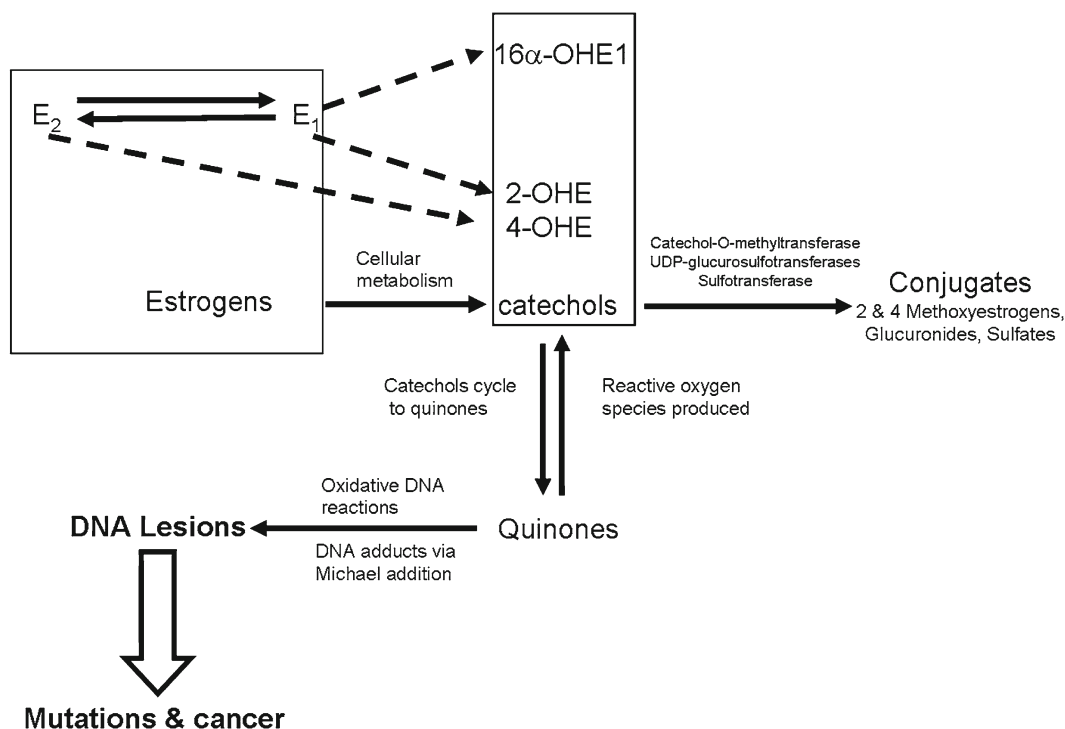 16α-OHE1
E2
E1
2-OHE
4-OHE
Cellular
metabolism
Estrogens
catechols
Catechol-O-methyltransferase
UDP-glucurosulfotransferases
Sulfotransferase
Conjugates
2 & 4 Methoxyestrogens,
Glucuronides, Sulfates
Catechols cycle
to quinones
Reactive oxygen
species produced
Oxidative DNA
reactions
DNA Lesions
Quinones
DNA adducts via
Michael addition
Mutations & cancer